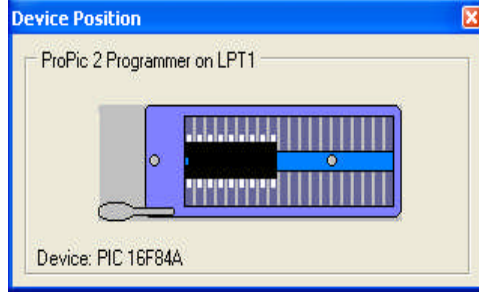 Device Position
ProPic 2 Programmer on LPT1
Device: PIC 16F84A